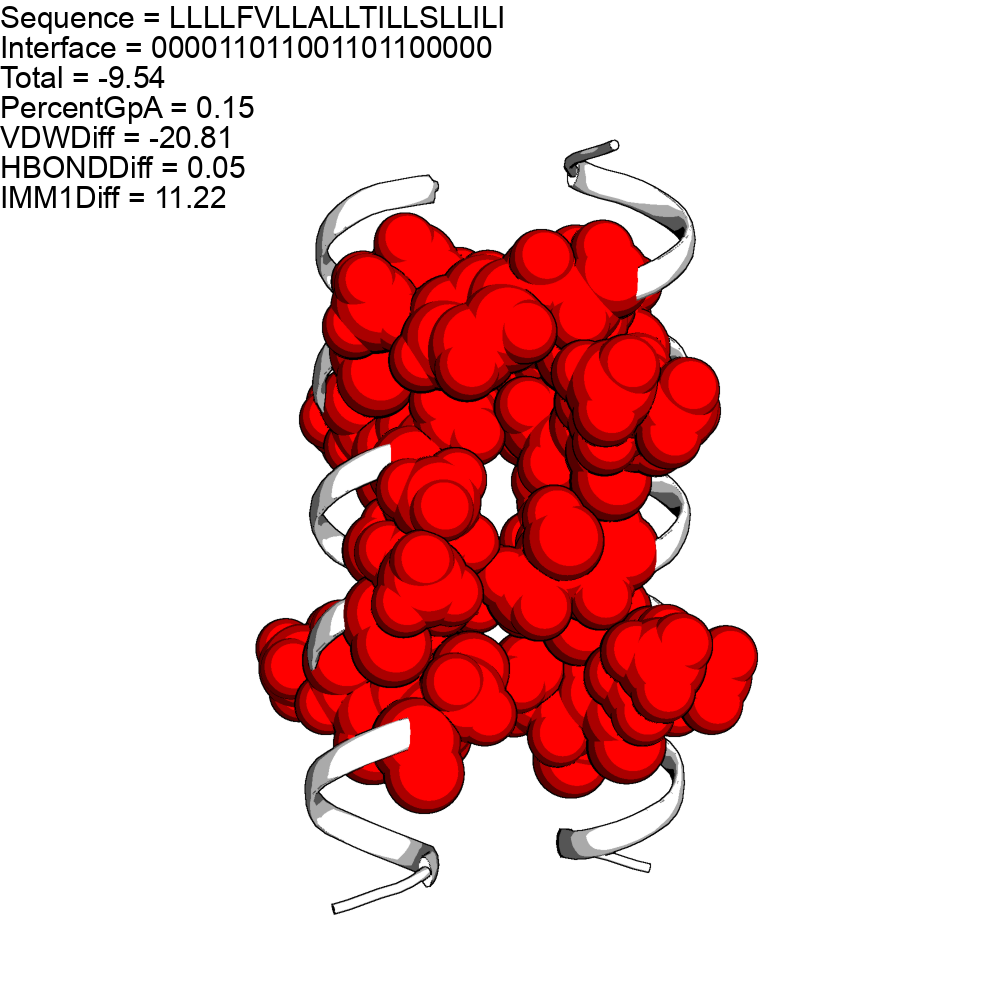 Sequence = LLLLFVLLALLTILLSLLILI
Interface = 000011011001101100000
Total = -9.54
PercentGpA = 0.15
VDWDiff = -20.81
HBONDDiff = 0.05
IMM1Diff = 11.22